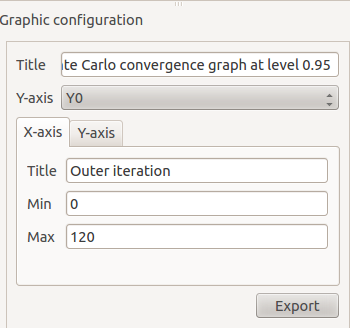 Graphic configuration
Title Carlo convergence graph at level 0.95
Y-axis Y0
X-axis Y-axis
Title Outer iteration
Min 0
Max 120
Export